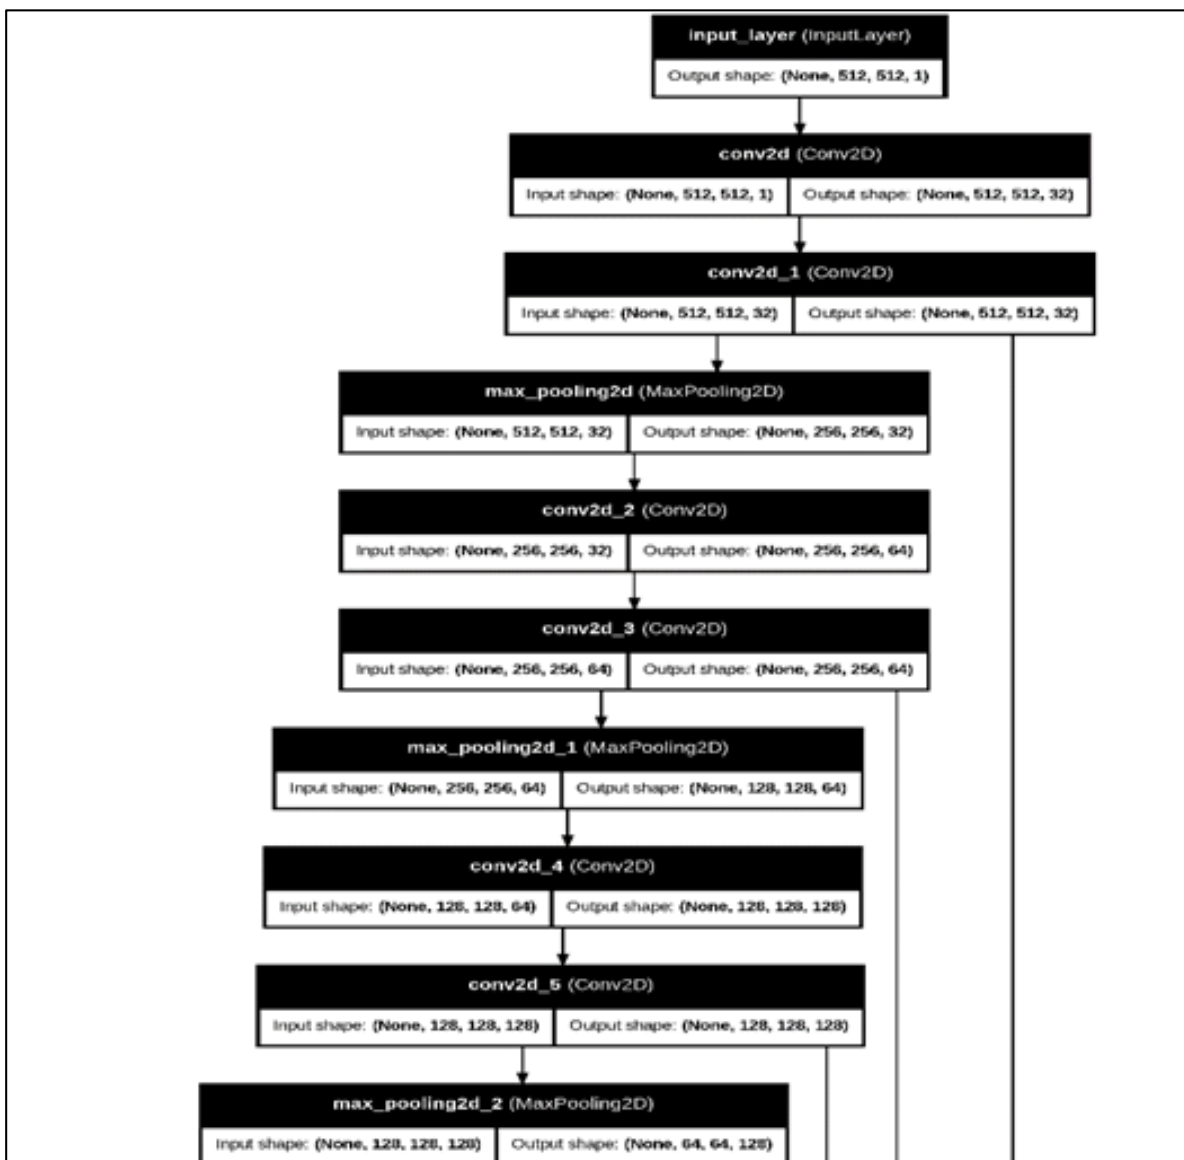 input_layer (InputLayer)
Output shape: (None, 512, 512, 1)
conv2d (Conv2D)
Input shape: (None, 512, 512, 1) Output shape: (None, 512, 512, 32)
conv2d_1 (Conv2D)
Input shape: (None, 512, 512, 32) Output shape: (None, 512, 512, 32)
max_pooling2d (MaxPooling2D)
Input shape: (None, 512, 512, 32) Output shape: (None, 256, 256, 32)
conv2d_2 (Conv2D)
Input shape: (None, 256, 256, 32) Output shape: (None, 256, 256, 64)
conv2d_3 (Conv2D)
Input shape: (None, 256, 256, 64) Output shape: (None, 256, 256, 64)
max_pooling2d_1 (MaxPooling2D)
Input shape: (None, 256, 256, 64) Output shape: (None, 128, 128, 64)
conv2d_4 (Conv2D)
Input shape: (None, 128, 128, 64) Output shape: (None, 128, 128, 128)
conv2d_5 (Conv2D)
Input shape: (None, 128, 128, 128) Output shape: (None, 128, 128, 128)
max_pooling2d_2 (MaxPooling2D)
Input shape: (None, 128, 128, 128) Output shape: (None, 64, 64, 128)